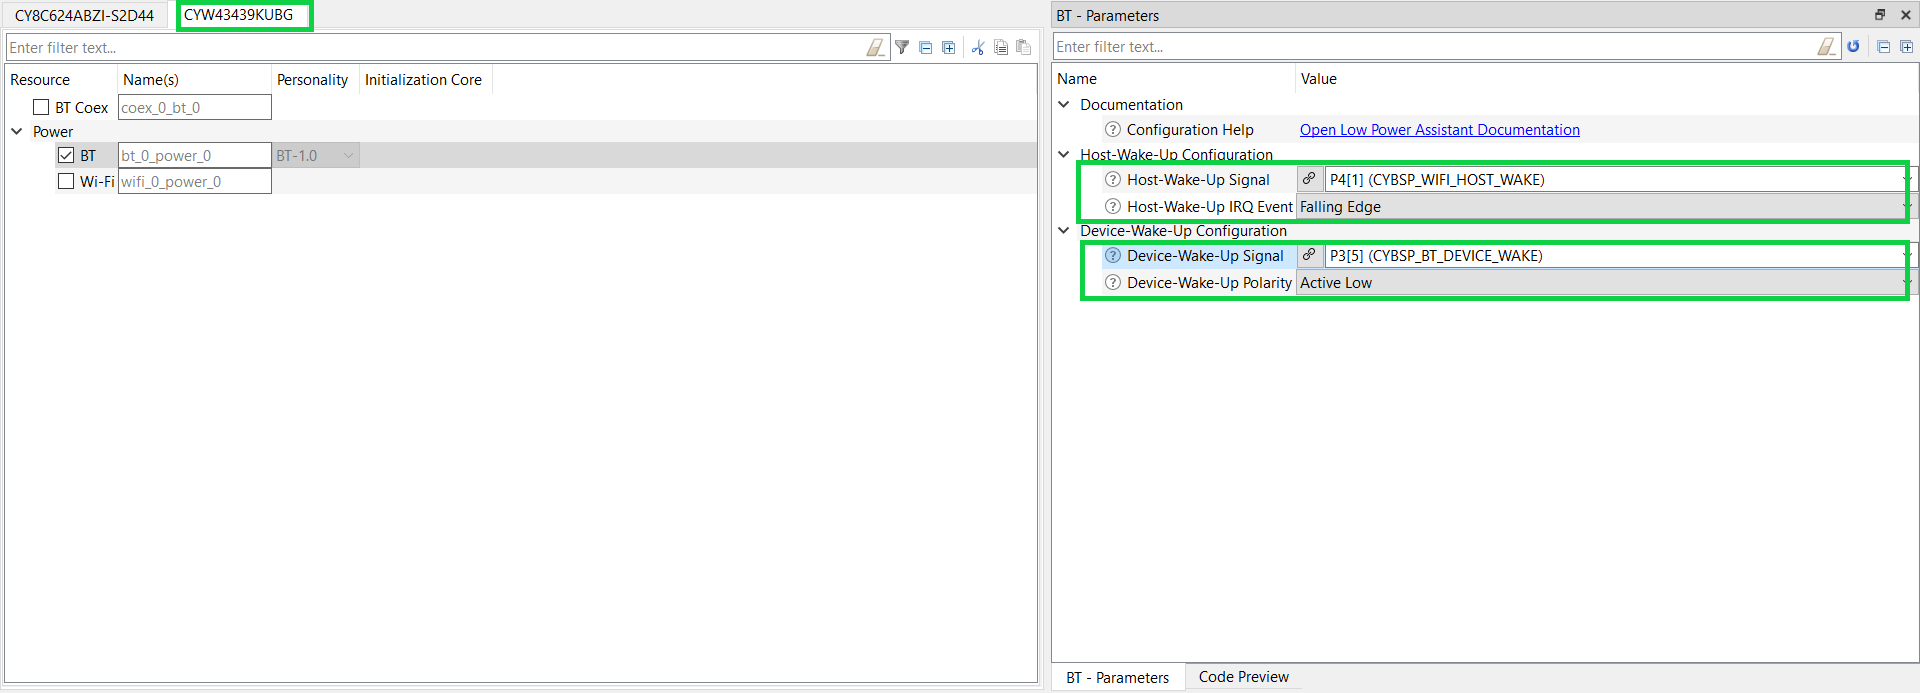 CY8C624ABZI-S2D44
CYW43439KUBG
Enter filter text...
Resource Name(s) Personality Initialization Core
BT Coex coex_0_bt_0
Power
BT bt_0_power_0 BT-1.0
Wi-Fi wifi_0_power_0
BT - Parameters
Enter filter text...
Name Value
Documentation
Configuration Help Open Low Power Assistant Documentation
Host-Wake-Up Configuration
Host-Wake-Up Signal P4[1] (CYBSP_WIFI_HOST_WAKE)
Host-Wake-Up IRQ Event Falling Edge
Device-Wake-Up Configuration
Device-Wake-Up Signal P3[5] (CYBSP_BT_DEVICE_WAKE)
Device-Wake-Up Polarity Active Low
BT - Parameters Code Preview